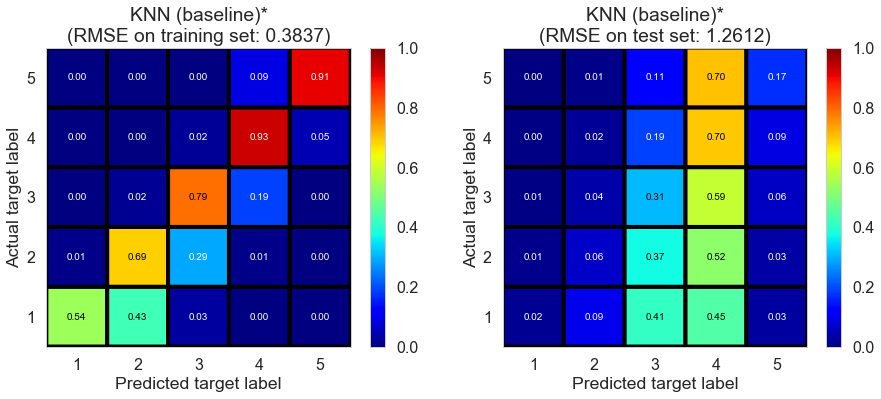 KNN (baseline)*
(RMSE on training set: 0.3837)
Actual target label
5
0.00 0.00 0.00 0.09 0.91
4
0.00 0.00 0.02 0.93 0.05
3
0.00 0.02 0.79 0.19 0.00
2
0.01 0.69 0.29 0.01 0.00
1
0.54 0.43 0.03 0.00 0.00
1 2 3 4 5
Predicted target label
1.0
0.8
0.6
0.4
0.2
0.0
KNN (baseline)*
(RMSE on test set: 1.2612)
Actual target label
5
0.00 0.01 0.11 0.70 0.17
4
0.00 0.02 0.19 0.70 0.09
3
0.01 0.04 0.31 0.59 0.06
2
0.01 0.06 0.37 0.52 0.03
1
0.02 0.09 0.41 0.45 0.03
1 2 3 4 5
Predicted target label
1.0
0.8
0.6
0.4
0.2
0.0